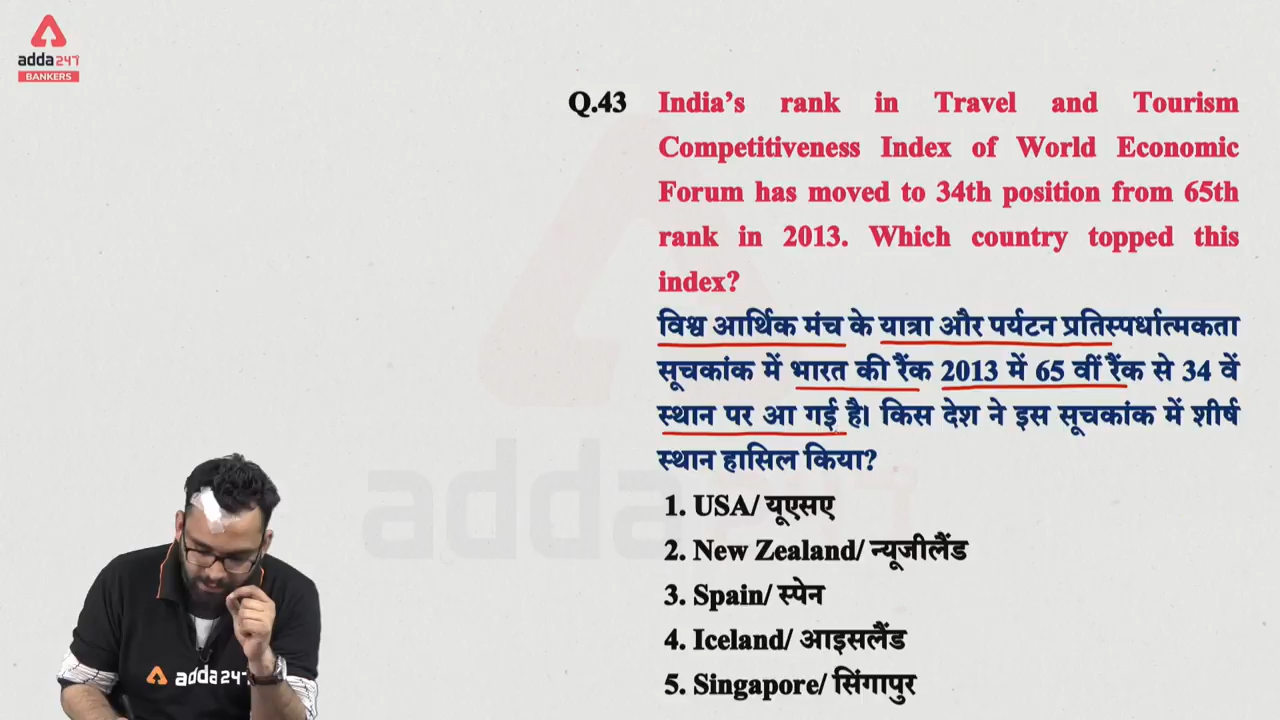 adda247
BANKERS
Q.43 India's rank in Travel and Tourism
Competitiveness Index of World Economic
Forum has moved to 34th position from 65th
rank in 2013. Which country topped this
index?
विश्व आर्थिक मंच के यात्रा और पर्यटन प्रतिस्पर्धात्मकता
सूचकांक में भारत की रैंक 2013 में 65 वीं रैंक से 34 वें
स्थान पर आ गई है। किस देश ने इस सूचकांक में शीर्ष
स्थान हासिल किया?
1. USA/ यूएसए
2. New Zealand/ न्यूजीलैंड
3. Spain/ स्पेन
4. Iceland/ आइसलैंड
5. Singapore/ सिंगापुर
adda247
adda247